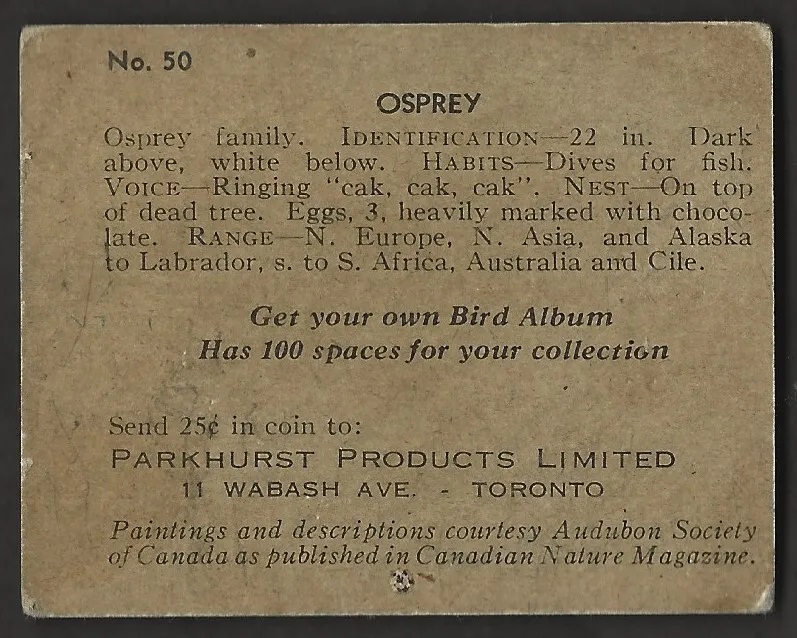 No. 50
OSPREY
Osprey family. IDENTIFICATION—22 in. Dark
above, white below. HABITS—Dives for fish.
VOICE—Ringing "cak, cak, cak". NEST—On top
of dead tree. Eggs, 3, heavily marked with choco-
late. RANGE—N. Europe, N. Asia, and Alaska
to Labrador, s. to S. Africa, Australia and Cile.
Get your own Bird Album
Has 100 spaces for your collection
Send 25¢ in coin to:
PARKHURST PRODUCTS LIMITED
11 WABASH AVE. - TORONTO
Paintings and descriptions courtesy Audubon Society
of Canada as published in Canadian Nature Magazine.